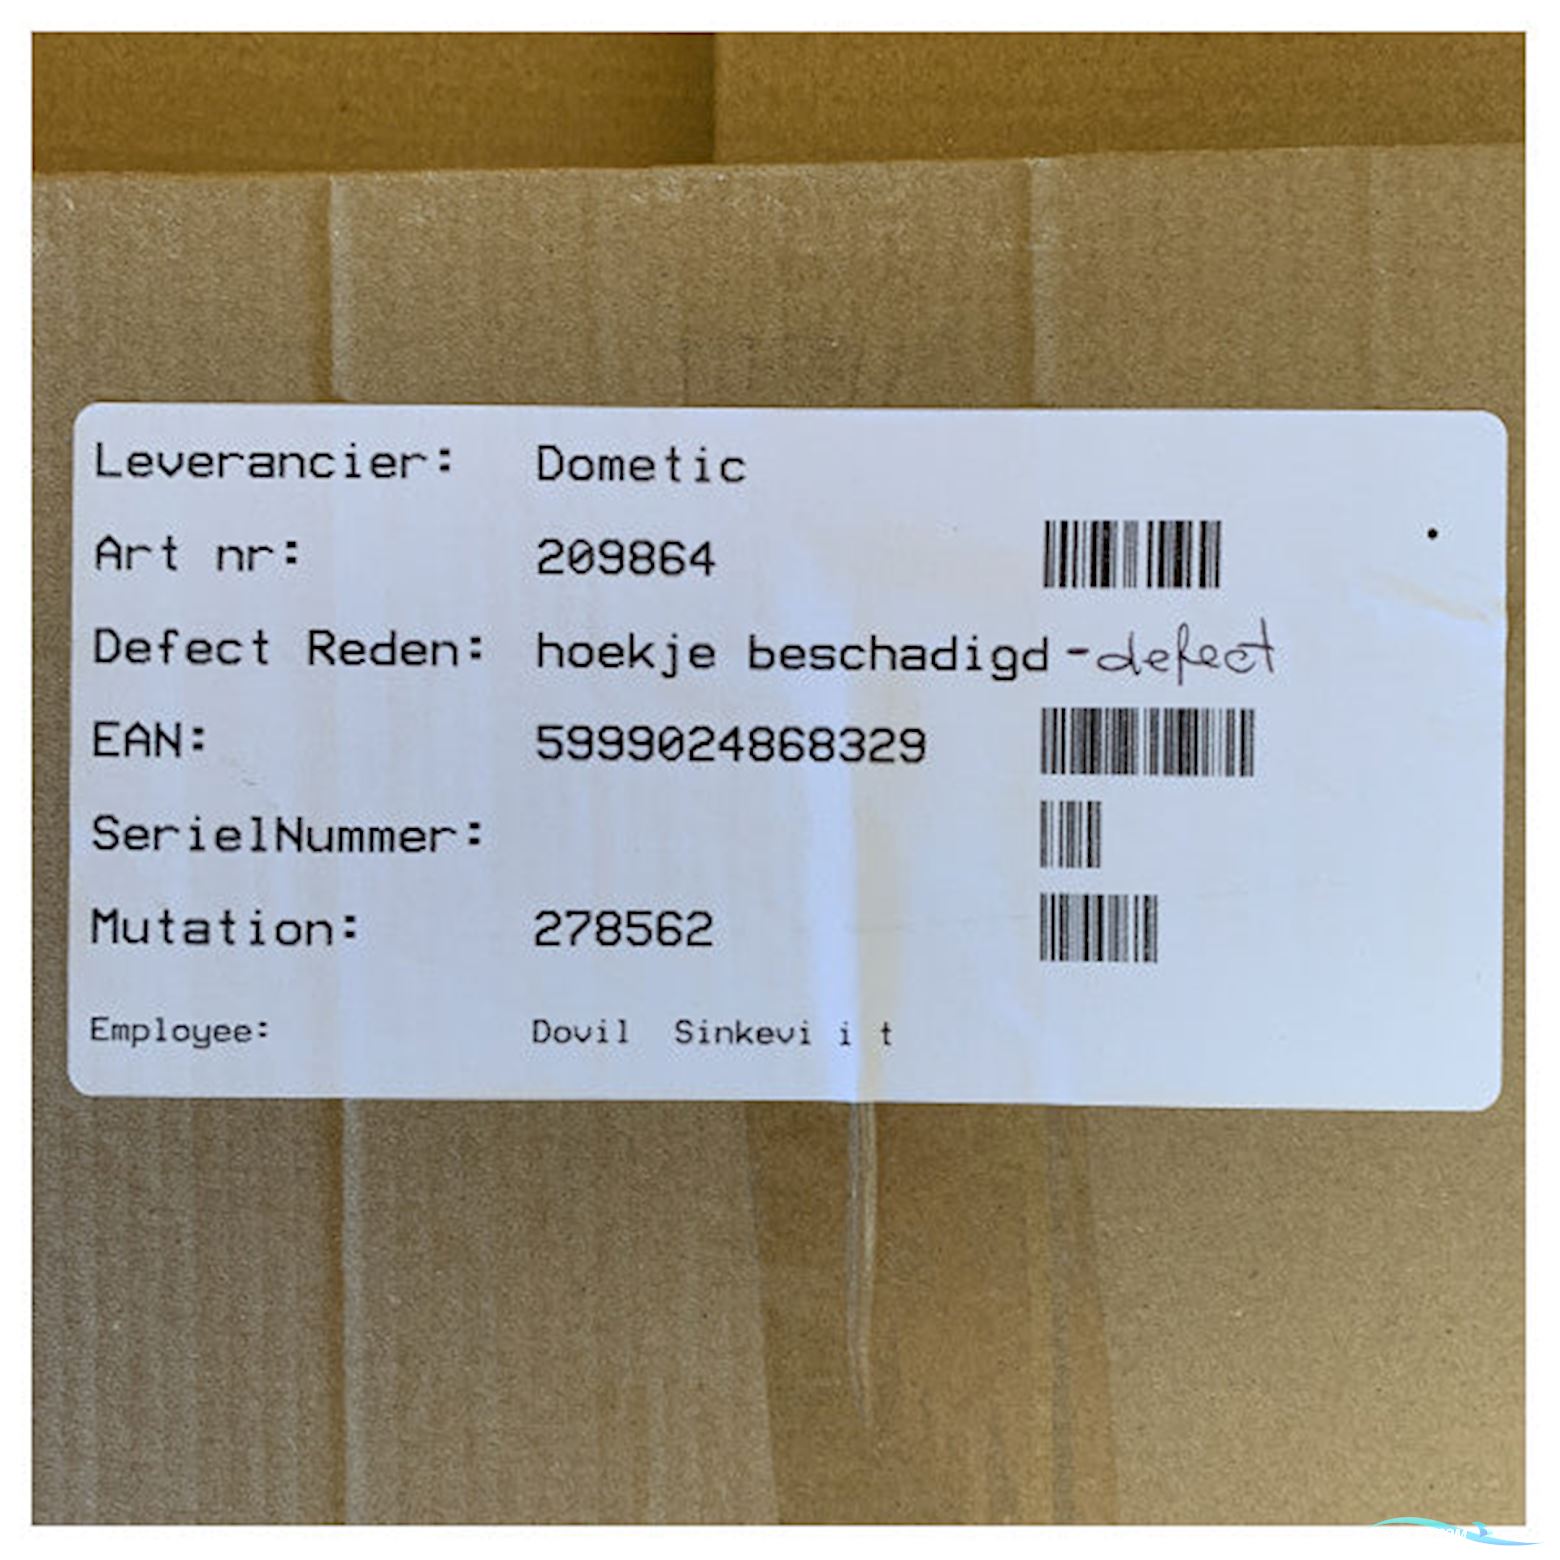 Leverancier: Dometic
Art nr: 209864
Defect Reden: hoekje beschadigd -defect
EAN: 5999024868329
SerielNummer:
Mutation: 278562
Employee: Dovil Sinkevi i t